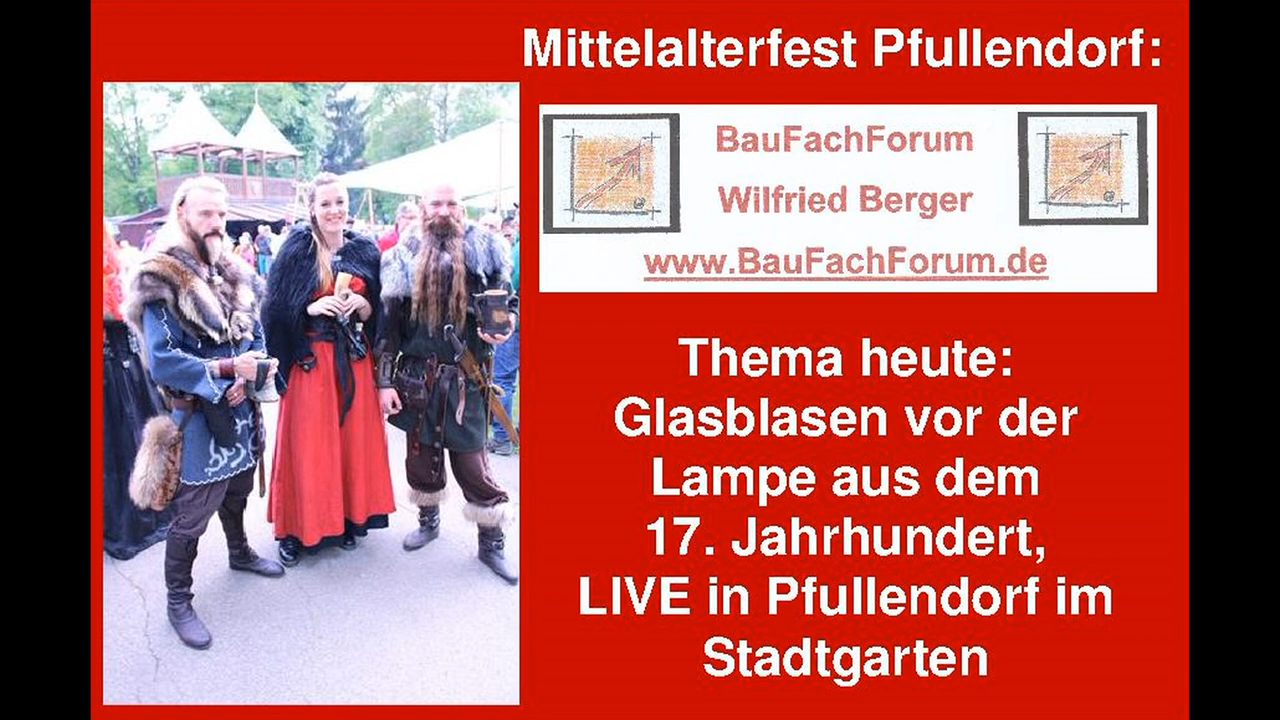 Mittelalterfest Pfullendorf:
BauFachForum
Wilfried Berger
www.BauFachForum.de
Thema heute:
Glasblasen vor der
Lampe aus dem
17. Jahrhundert,
LIVE in Pfullendorf im
Stadtgarten